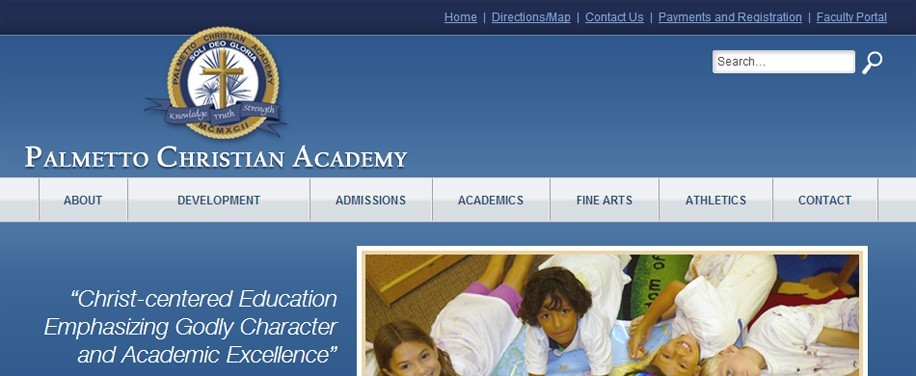 Home | Directions/Map | Contact Us | Payments and Registration | Faculty Portal
Search...
PALMETTO CHRISTIAN ACADEMY
SOLI DEO GLORIA
Knowledge Truth Strength
MCMXCII
PALMETTO CHRISTIAN ACADEMY
ABOUT DEVELOPMENT ADMISSIONS ACADEMICS FINE ARTS ATHLETICS CONTACT
“Christ-centered Education
Emphasizing Godly Character
and Academic Excellence”
dom of